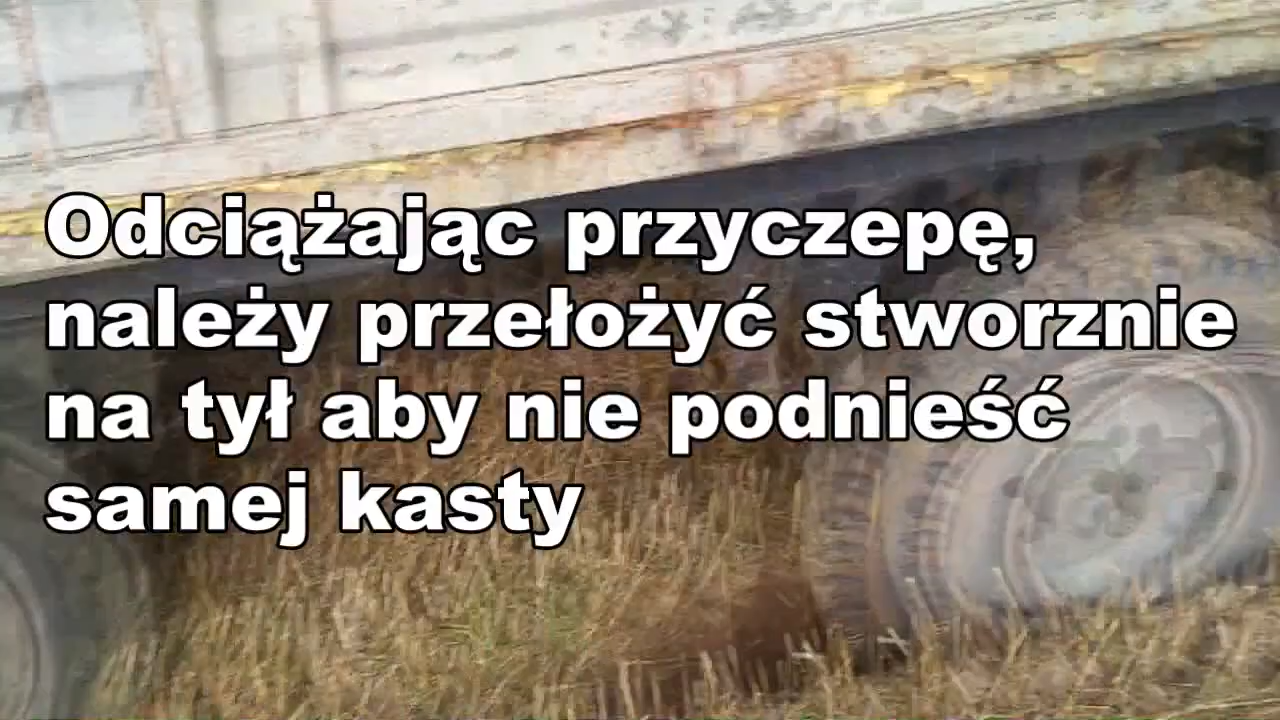 Odciążając przyczepę,
należy przełożyć stworznie
na tył aby nie podnieść
samej kasty